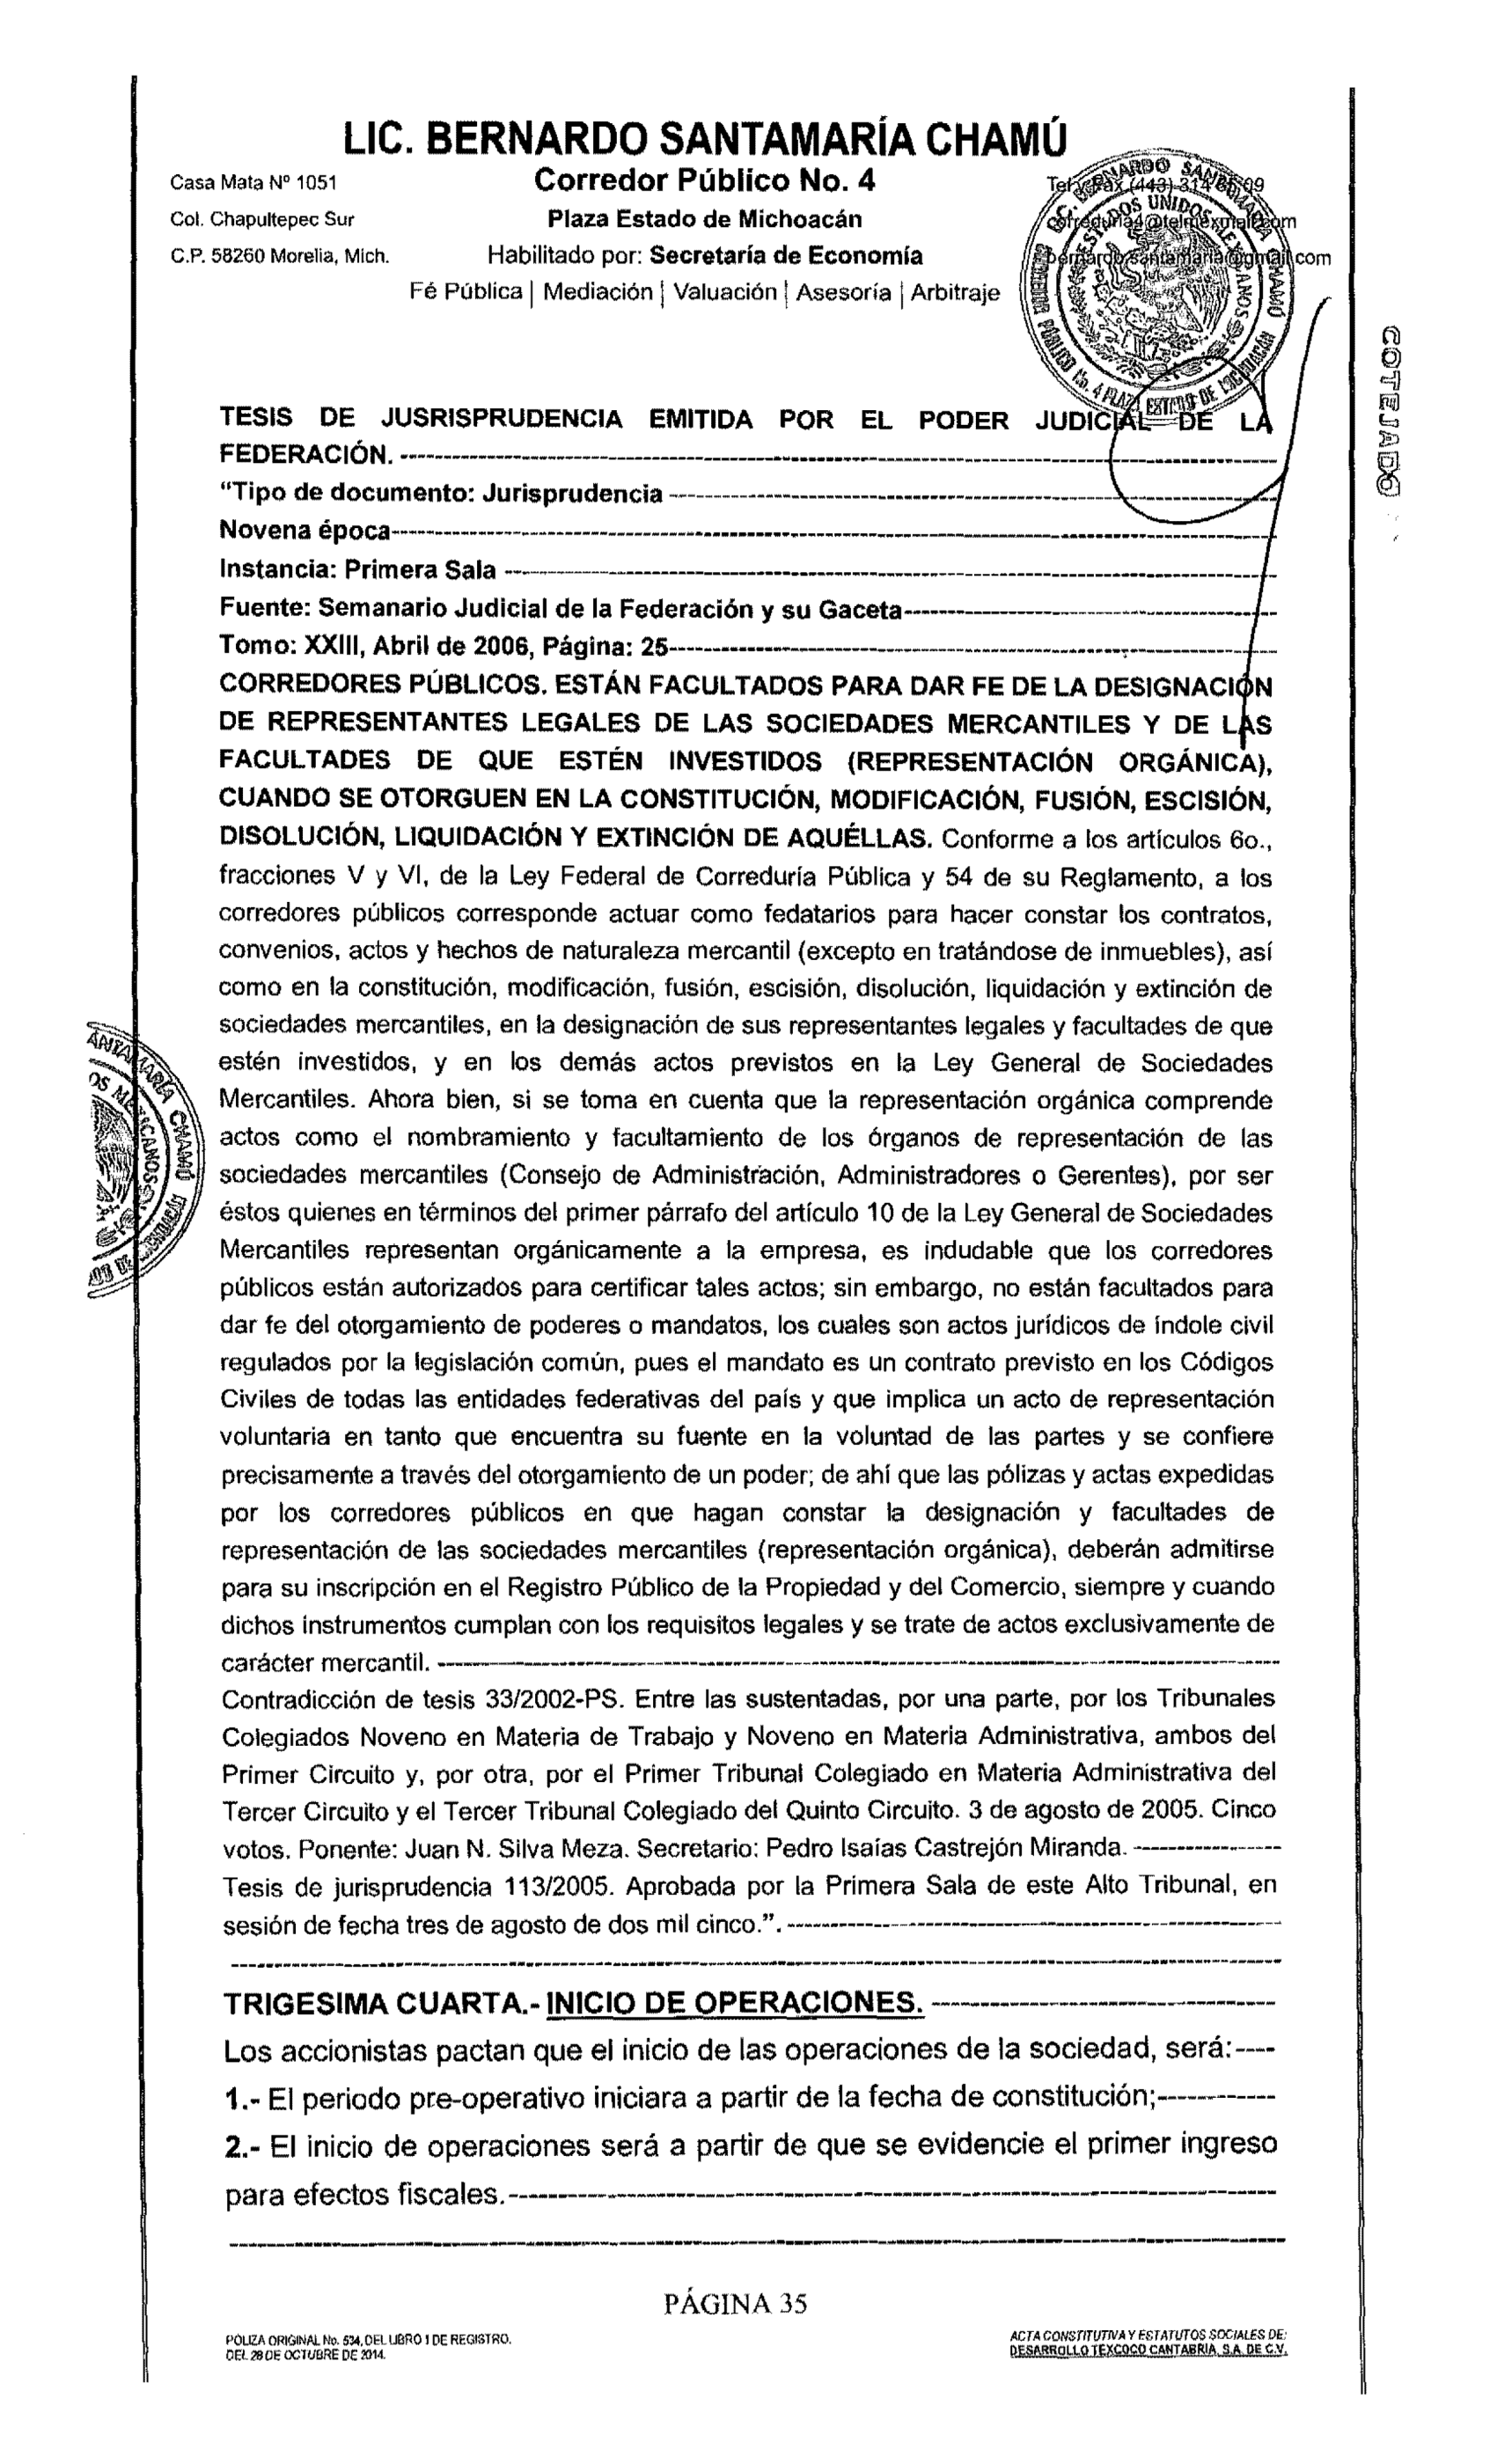 LIC. BERNARDO SANTAMARÍA CHAMÚ
Corredor Público No. 4
Plaza Estado de Michoacán
Habilitado por: Secretaría de Economía
Fé Pública | Mediación | Valuación | Asesoría | Arbitraje
Casa Mata Nº 1051
Col. Chapultepec Sur
C.P. 58260 Morelia, Mich.
Tel y Fax (443) 314
correduria4@telmexmail.com
bernardo.santamaria@gmail.com
COTEJADO
TESIS DE JUSRISPRUDENCIA EMITIDA POR EL PODER JUDICIAL DE LA
FEDERACIÓN. ----------
“Tipo de documento: Jurisprudencia ----------
Novena época----------
Instancia: Primera Sala ----------
Fuente: Semanario Judicial de la Federación y su Gaceta----------
Tomo: XXIII, Abril de 2006, Página: 25----------
CORREDORES PÚBLICOS. ESTÁN FACULTADOS PARA DAR FE DE LA DESIGNACIÓN
DE REPRESENTANTES LEGALES DE LAS SOCIEDADES MERCANTILES Y DE LAS
FACULTADES DE QUE ESTÉN INVESTIDOS (REPRESENTACIÓN ORGÁNICA),
CUANDO SE OTORGUEN EN LA CONSTITUCIÓN, MODIFICACIÓN, FUSIÓN, ESCISIÓN,
DISOLUCIÓN, LIQUIDACIÓN Y EXTINCIÓN DE AQUÉLLAS. Conforme a los artículos 6o.,
fracciones V y VI, de la Ley Federal de Correduría Pública y 54 de su Reglamento, a los
corredores públicos corresponde actuar como fedatarios para hacer constar los contratos,
convenios, actos y hechos de naturaleza mercantil (excepto en tratándose de inmuebles), así
como en la constitución, modificación, fusión, escisión, disolución, liquidación y extinción de
sociedades mercantiles, en la designación de sus representantes legales y facultades de que
estén investidos, y en los demás actos previstos en la Ley General de Sociedades
Mercantiles. Ahora bien, si se toma en cuenta que la representación orgánica comprende
actos como el nombramiento y facultamiento de los órganos de representación de las
sociedades mercantiles (Consejo de Administración, Administradores o Gerentes), por ser
éstos quienes en términos del primer párrafo del artículo 10 de la Ley General de Sociedades
Mercantiles representan orgánicamente a la empresa, es indudable que los corredores
públicos están autorizados para certificar tales actos; sin embargo, no están facultados para
dar fe del otorgamiento de poderes o mandatos, los cuales son actos jurídicos de índole civil
regulados por la legislación común, pues el mandato es un contrato previsto en los Códigos
Civiles de todas las entidades federativas del país y que implica un acto de representación
voluntaria en tanto que encuentra su fuente en la voluntad de las partes y se confiere
precisamente a través del otorgamiento de un poder; de ahí que las pólizas y actas expedidas
por los corredores públicos en que hagan constar la designación y facultades de
representación de las sociedades mercantiles (representación orgánica), deberán admitirse
para su inscripción en el Registro Público de la Propiedad y del Comercio, siempre y cuando
dichos instrumentos cumplan con los requisitos legales y se trate de actos exclusivamente de
carácter mercantil. ----------
Contradicción de tesis 33/2002-PS. Entre las sustentadas, por una parte, por los Tribunales
Colegiados Noveno en Materia de Trabajo y Noveno en Materia Administrativa, ambos del
Primer Circuito y, por otra, por el Primer Tribunal Colegiado en Materia Administrativa del
Tercer Circuito y el Tercer Tribunal Colegiado del Quinto Circuito. 3 de agosto de 2005. Cinco
votos. Ponente: Juan N. Silva Meza. Secretario: Pedro Isaías Castrejón Miranda. ----------
Tesis de jurisprudencia 113/2005. Aprobada por la Primera Sala de este Alto Tribunal, en
sesión de fecha tres de agosto de dos mil cinco.”. ----------
TRIGESIMA CUARTA.- INICIO DE OPERACIONES. ----------
Los accionistas pactan que el inicio de las operaciones de la sociedad, será:----
1.- El periodo pre-operativo iniciara a partir de la fecha de constitución;----------
2.- El inicio de operaciones será a partir de que se evidencie el primer ingreso
para efectos fiscales.----------
PÁGINA 35
POLIZA ORIGINAL No. 534, DEL LIBRO 1 DE REGISTRO.
DEL 28 DE OCTUBRE DE 2014.
ACTA CONSTITUTIVA Y ESTATUTOS SOCIALES DE:
DESARROLLO TEXCOCO CANTABRIA, S.A. DE C.V.